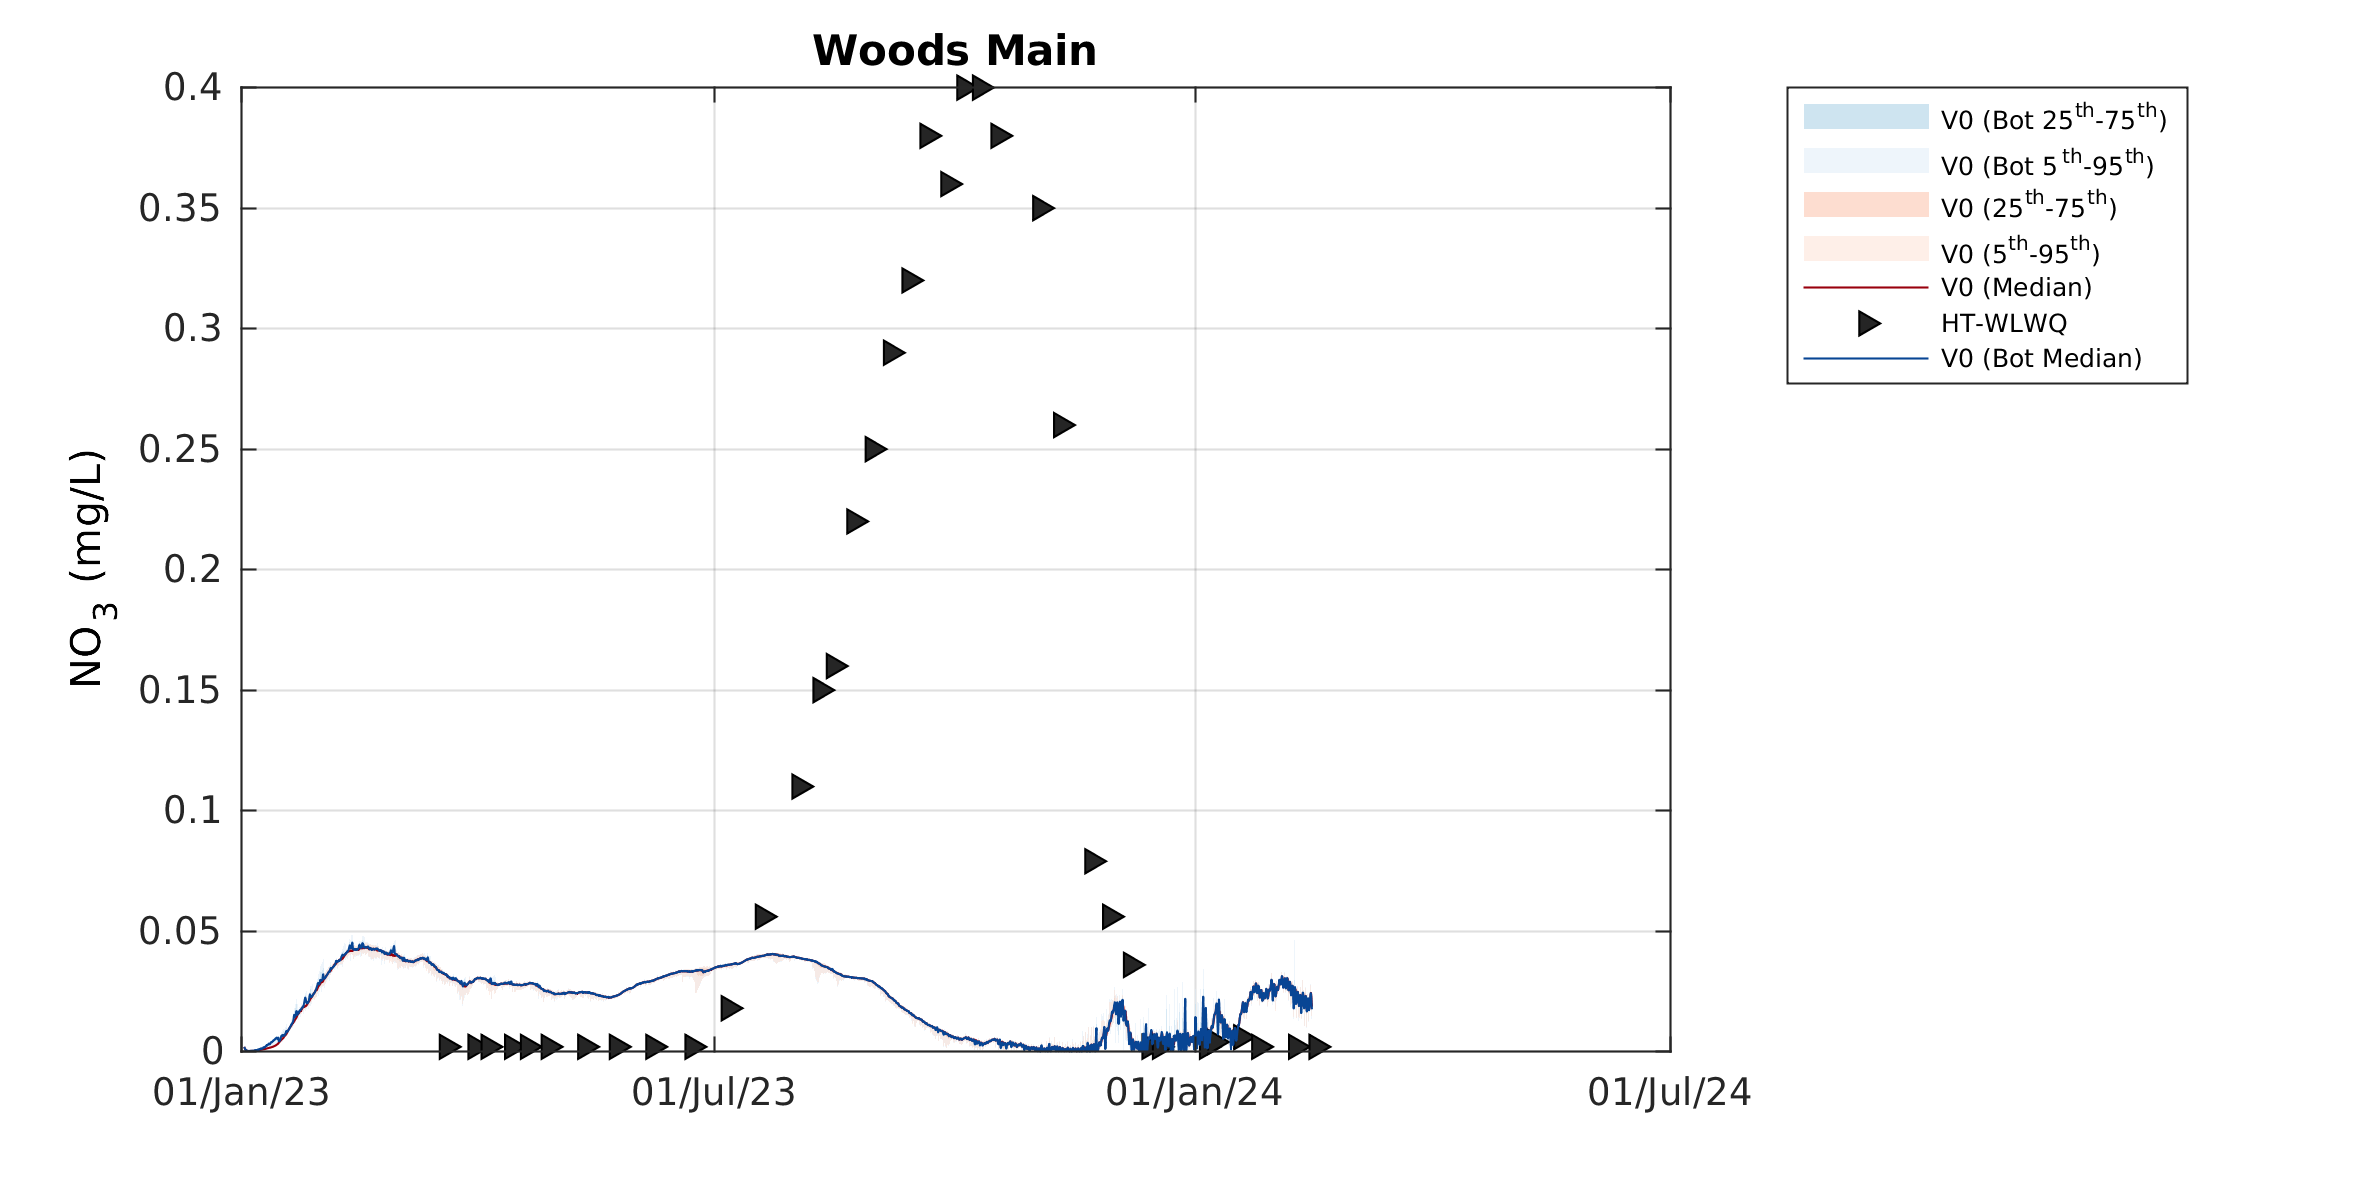 Woods Main
0.4
0.35
0.3
0.25
0.2
0.15
0.1
0.05
0
NO3 (mg/L)
01/Jan/23
01/Jul/23
01/Jan/24
01/Jul/24
V0 (Bot 25th-75th)
V0 (Bot 5th-95th)
V0 (25th-75th)
V0 (5th-95th)
V0 (Median)
HT-WLWQ
V0 (Bot Median)